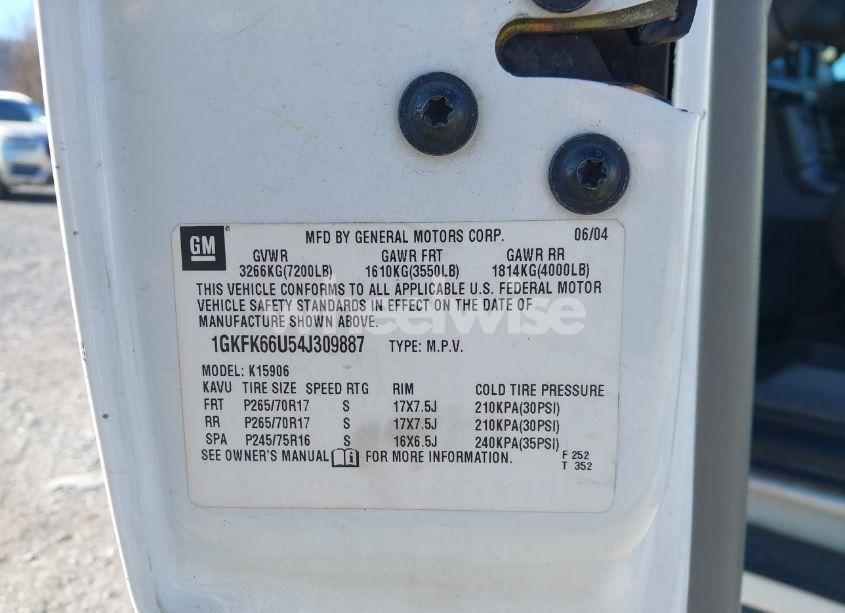 GM
MFD BY GENERAL MOTORS CORP. 06/04
GVWR GAWR FRT GAWR RR
3266KG(7200LB) 1610KG(3550LB) 1814KG(4000LB)
THIS VEHICLE CONFORMS TO ALL APPLICABLE U.S. FEDERAL MOTOR
VEHICLE SAFETY STANDARDS IN EFFECT ON THE DATE OF
MANUFACTURE SHOWN ABOVE.
1GKFK66U54J309887 TYPE: M.P.V.
MODEL: K15906
KAVU TIRE SIZE SPEED RTG RIM COLD TIRE PRESSURE
FRT P265/70R17 S 17X7.5J 210KPA(30PSI)
RR P265/70R17 S 17X7.5J 210KPA(30PSI)
SPA P245/75R16 S 16X6.5J 240KPA(35PSI)
SEE OWNER'S MANUAL i FOR MORE INFORMATION.
F 252
T 352